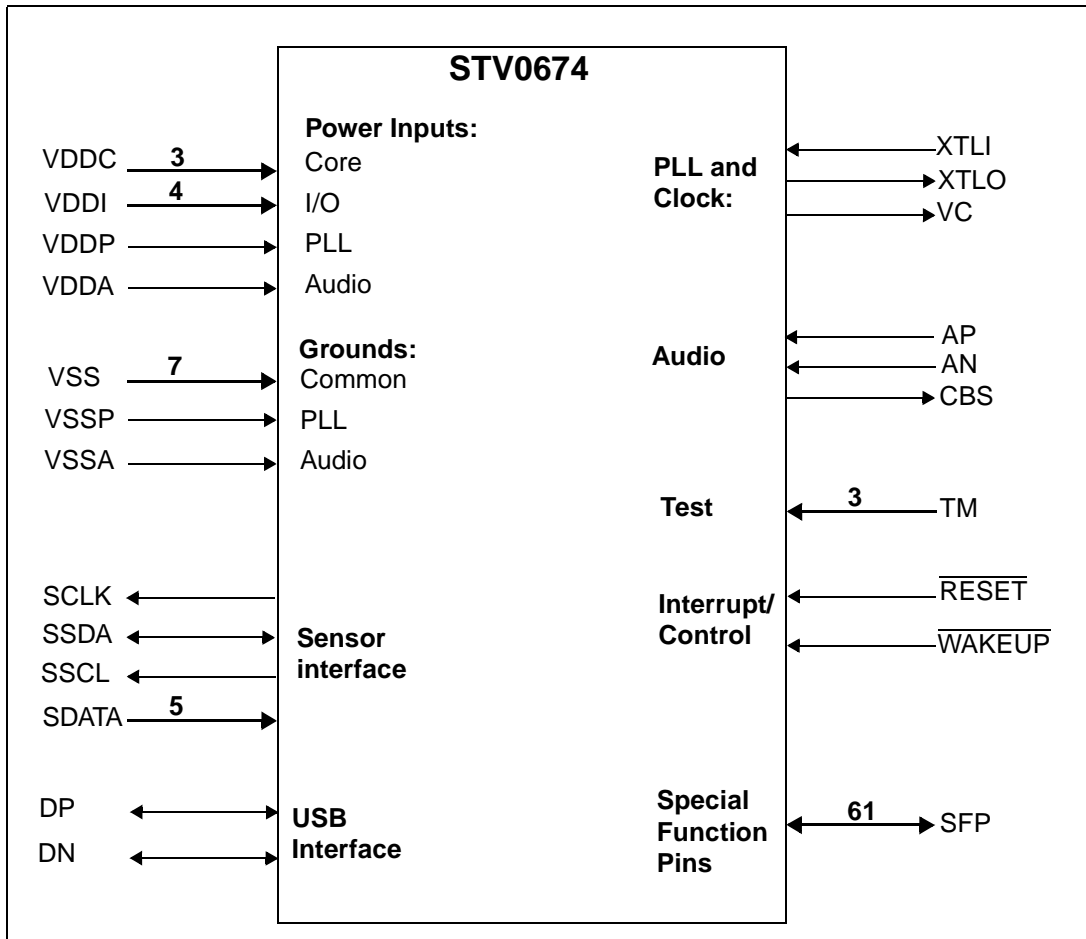 STV0674
Power Inputs:
VDDC 3 Core
VDDI 4 I/O
VDDP PLL
VDDA Audio
Grounds:
VSS 7 Common
VSSP PLL
VSSA Audio
SCLK
SSDA
SSCL
SDATA 5
Sensor
interface
DP
DN
USB
Interface
PLL and
Clock:
XTLI
XTLO
VC
Audio
AP
AN
CBS
Test 3 TM
Interrupt/
Control
R̅E̅S̅E̅T̅
W̅A̅K̅E̅U̅P̅
Special
Function
Pins
61 SFP